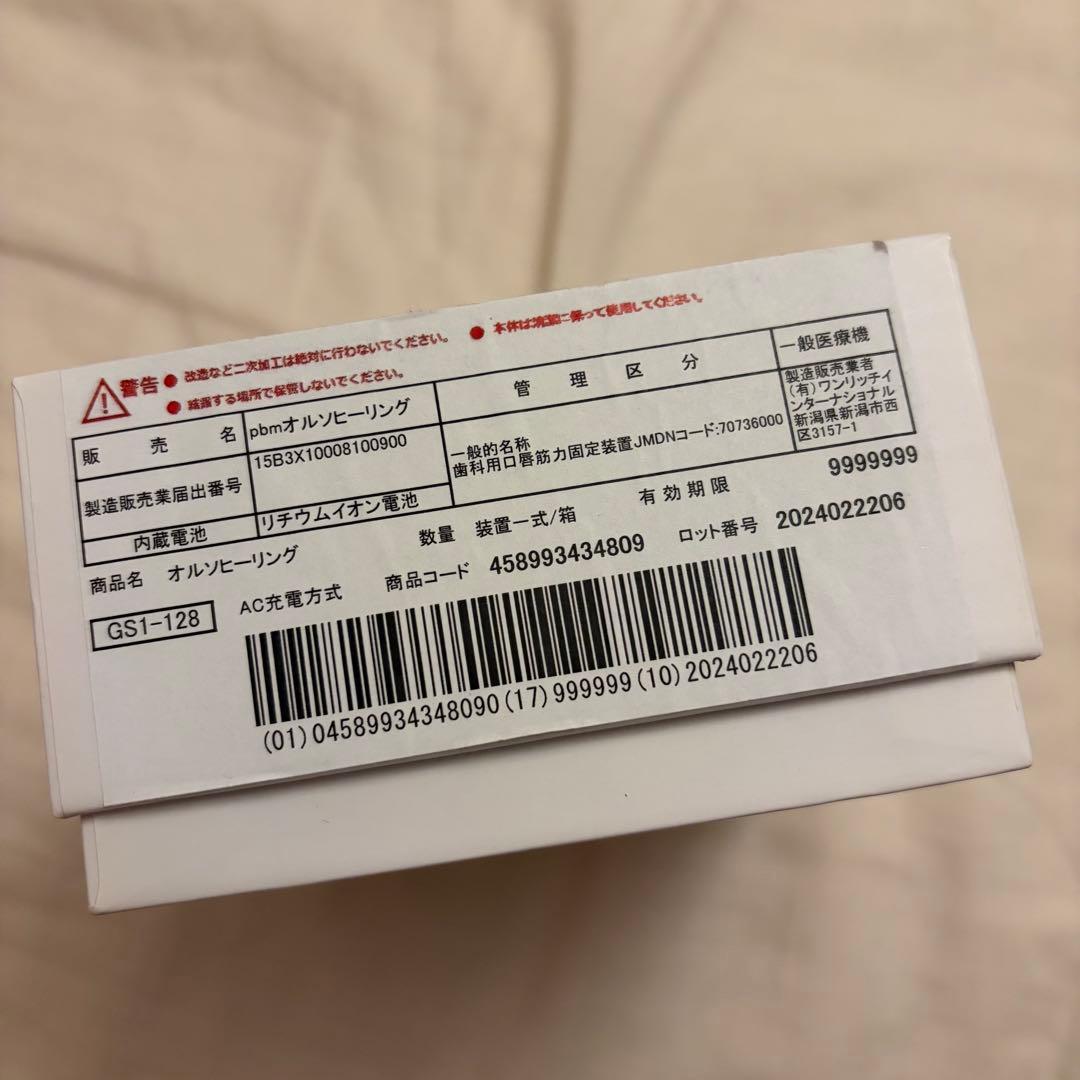 警告 ● 改造など二次加工は絶対に行わないでください。 ● 本体は清潔に保って使用してください。
● 結露する場所で保管しないでください。
販売名 pbmオルソヒーリング 管理区分 一般医療機
製造販売業届出番号 15B3X10008100900
一般的名称
歯科用口唇筋力固定装置JMDNコード:70736000
製造販売業者
(有)ワンリッチイ
ンターナショナル
新潟県新潟市西
区3157-1
内蔵電池 リチウムイオン電池
商品名 オルソヒーリング 数量 装置一式/箱 有効期限 9999999
GS1-128 AC充電方式 商品コード 458993434809 ロット番号 2024022206
(01)04589934348090(17)999999(10)2024022206